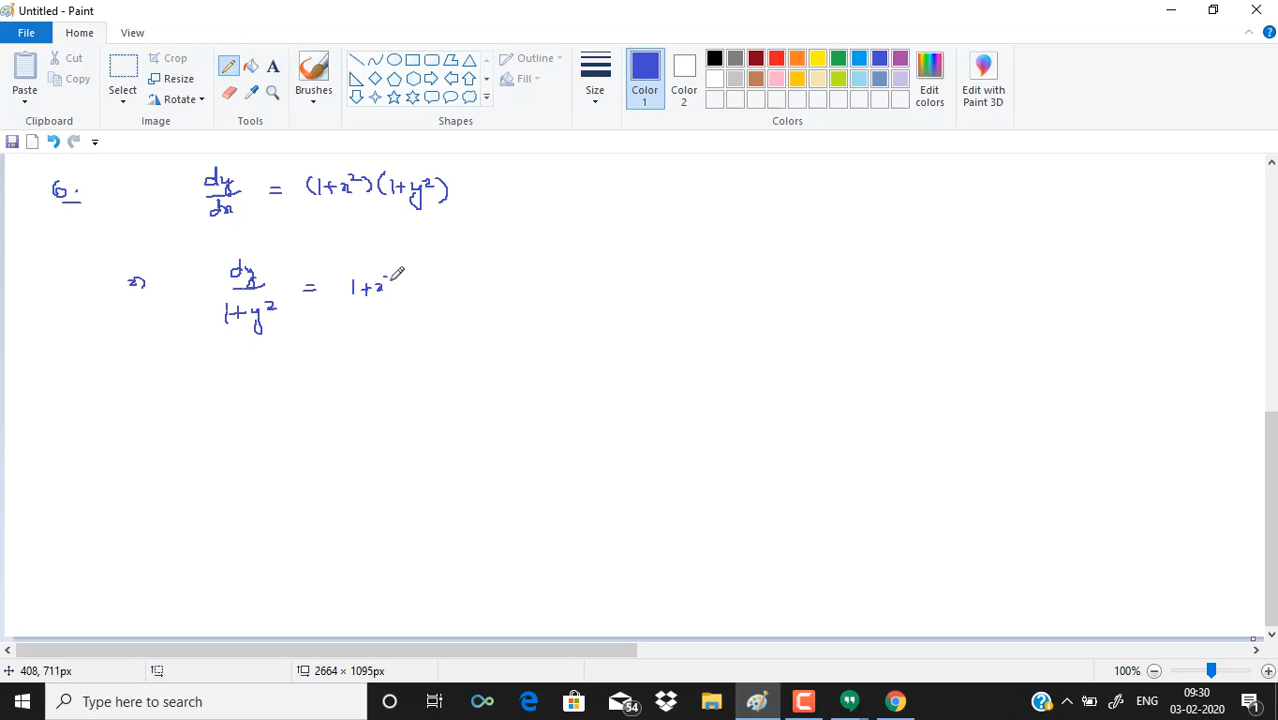 Untitled - Paint
File Home View
Paste
Cut
Copy
Clipboard
Select
Crop
Resize
Rotate
Image
A
Tools
Brushes
Outline
Fill
Shapes
Size
Color 1
Color 2
Edit colors
Edit with Paint 3D
Colors
6. dy/dx = (1+x²)(1+y²)
⇒ dy/1+y² = 1+x
408, 711px
2664 × 1095px
100%
Type here to search
54
ENG
09:30
03-02-2020
1